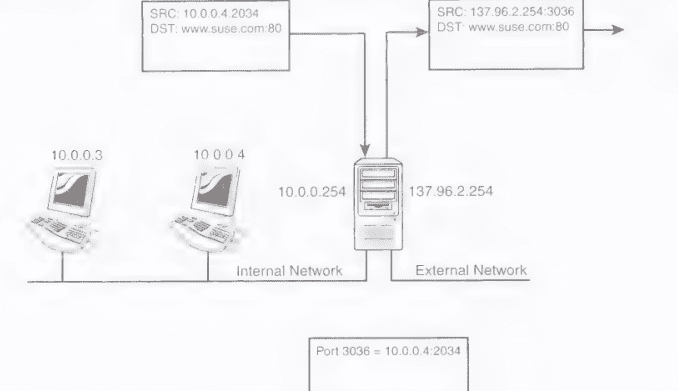 SRC: 10.0.0.4.2034
DST: www.suse.com:80
SRC: 137.96.2.254:3036
DST: www.suse.com:80
10.0.0.3
10 0 0 4
10.0.0.254
137.96.2.254
Internal Network
External Network
Port 3036 = 10.0.0.4:2034